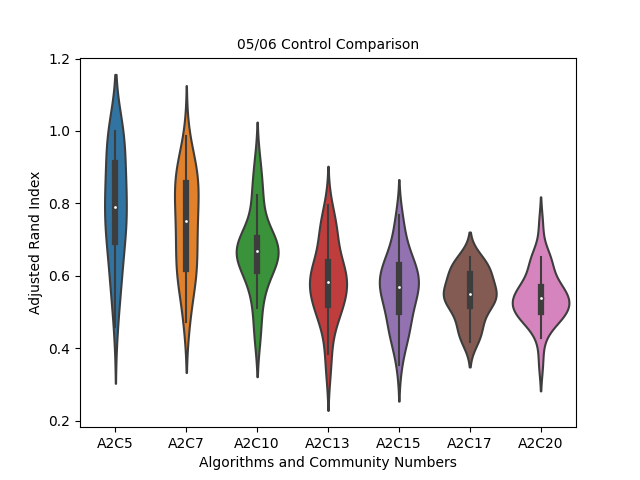 05/06 Control Comparison
Adjusted Rand Index
1.2
1.0
0.8
0.6
0.4
0.2
A2C5 A2C7 A2C10 A2C13 A2C15 A2C17 A2C20
Algorithms and Community Numbers